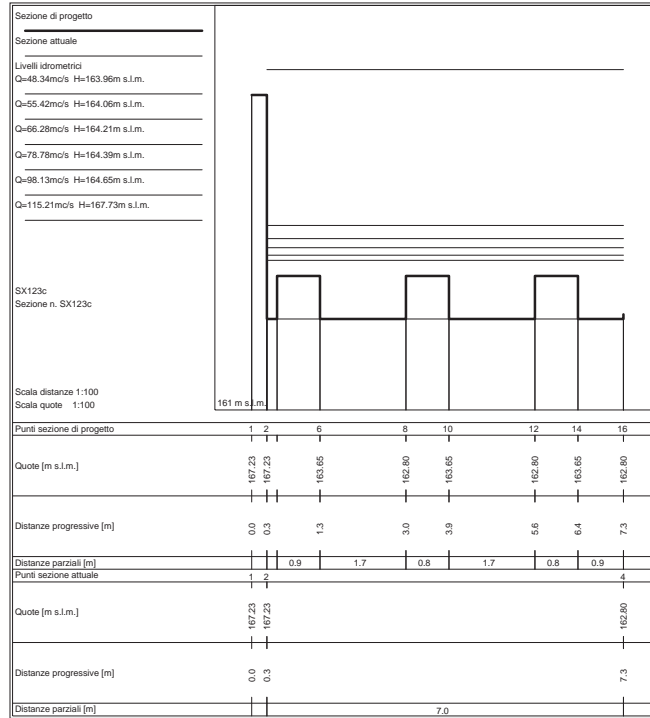 Sezione di progetto
Sezione attuale
Livelli idrometrici
Q=48.34mc/s H=163.96m s.l.m.
Q=55.42mc/s H=164.06m s.l.m.
Q=66.28mc/s H=164.21m s.l.m.
Q=78.78mc/s H=164.39m s.l.m.
Q=98.13mc/s H=164.65m s.l.m.
Q=115.21mc/s H=167.73m s.l.m.
SX123c
Sezione n. SX123c
Scala distanze 1:100
Scala quote 1:100
161 m s.l.m.
Punti sezione di progetto 1 2 6 8 10 12 14 16
Quote [m s.l.m.] 167.23 167.23 163.65 162.80 163.65 162.80 163.65 162.80
Distanze progressive [m] 0.0 0.3 1.3 3.0 3.9 5.6 6.4 7.3
Distanze parziali [m] 0.9 1.7 0.8 1.7 0.8 0.9
Punti sezione attuale 1 2 4
Quote [m s.l.m.] 167.23 167.23 162.80
Distanze progressive [m] 0.0 0.3 7.3
Distanze parziali [m] 7.0